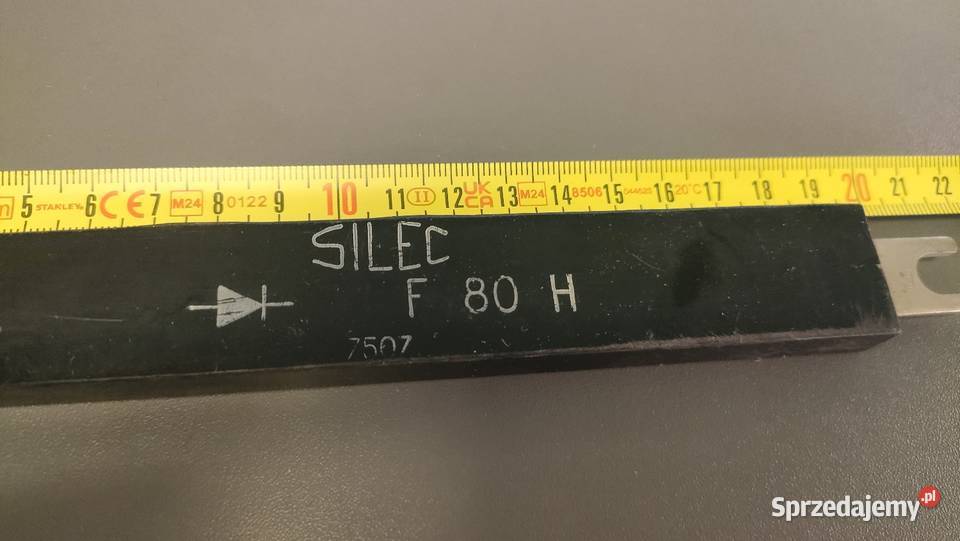 m 5 STANLEY 6 CE 7 M24 8 0122 9 10 11 II 12 UK CA 13 M24 14 8506 15 16 20°C 17 18 19 20 21 22
SILEC
F 80 H
7507
Sprzedajemy.pl